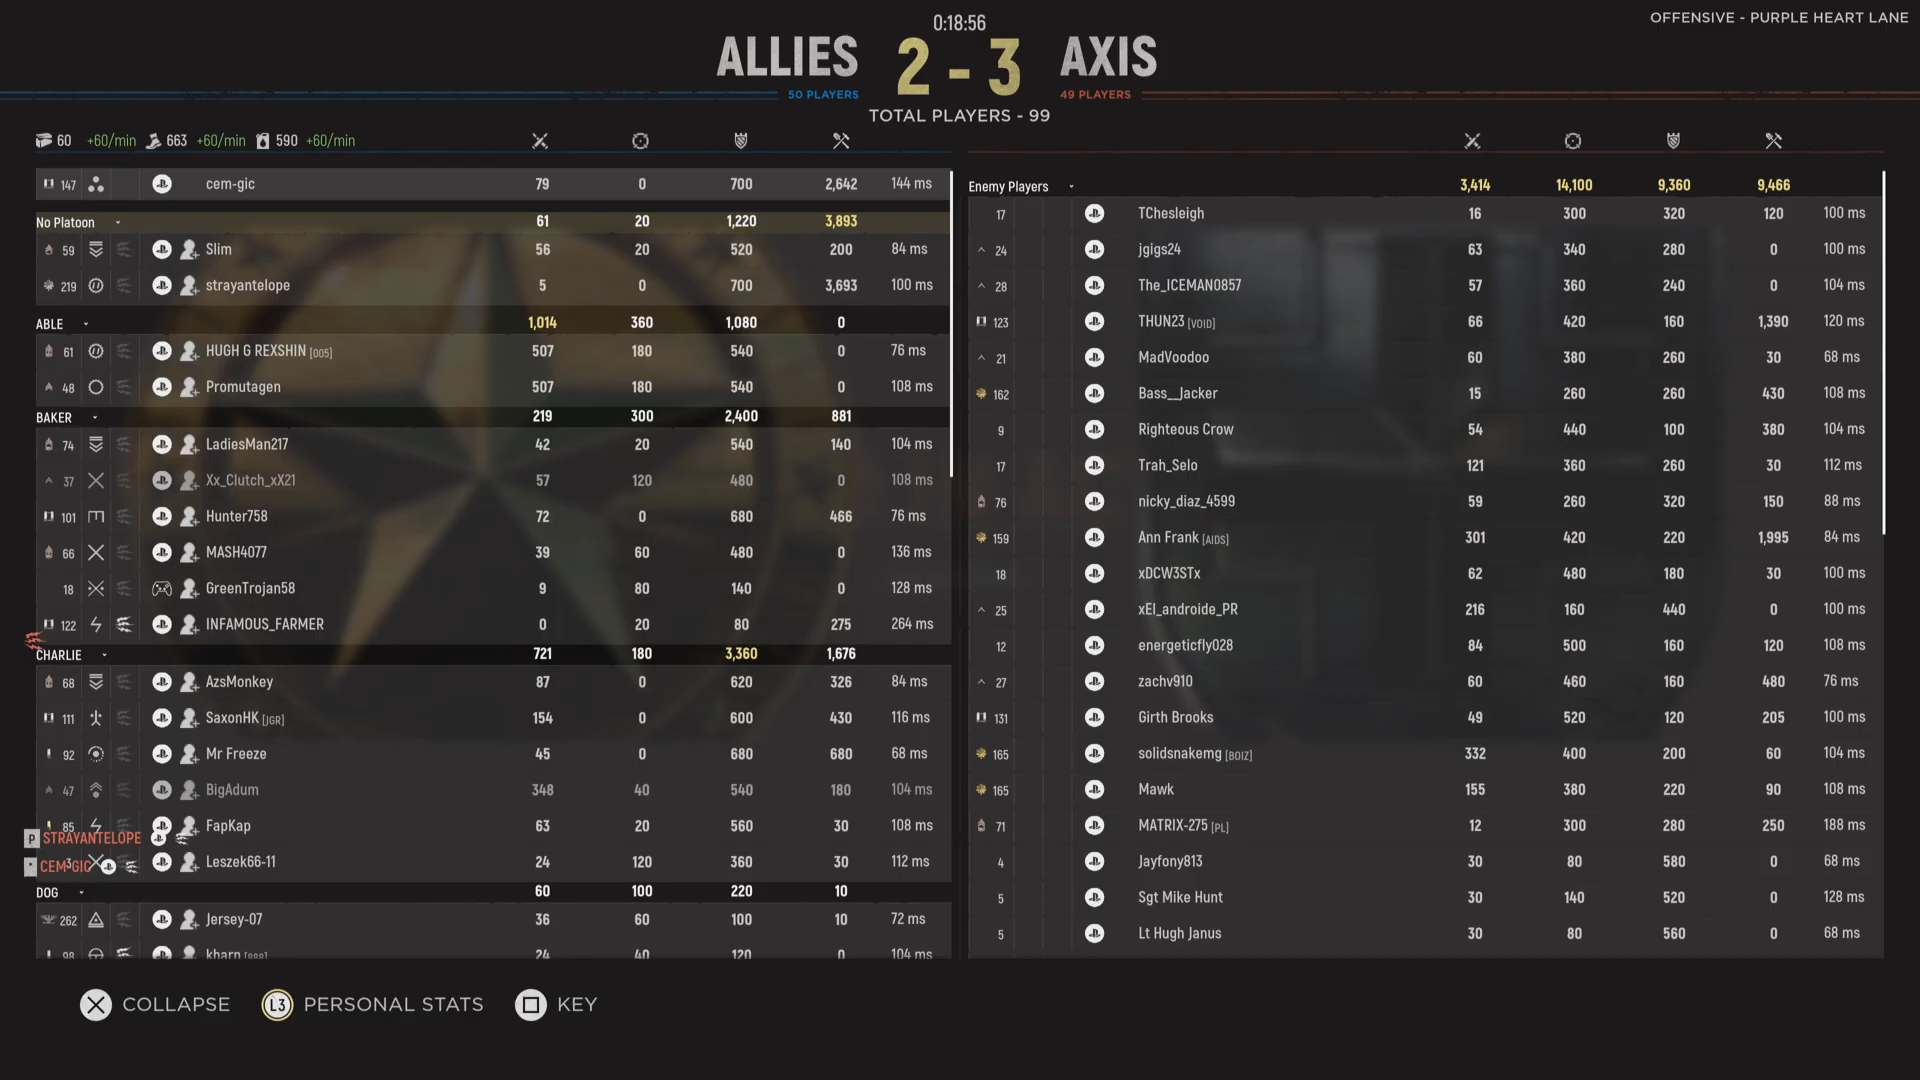 0:18:56
OFFENSIVE - PURPLE HEART LANE
ALLIES 2 - 3 AXIS
50 PLAYERS 49 PLAYERS
TOTAL PLAYERS - 99
60 +60/min 663 +60/min 590 +60/min
147 cem-gic 79 0 700 2,642 144 ms
No Platoon 61 20 1,220 3,893
59 Slim 56 20 520 200 84 ms
219 strayantelope 5 0 700 3,693 100 ms
ABLE 1,014 360 1,080 0
61 HUGH G REXSHIN [005] 507 180 540 0 76 ms
48 Promutagen 507 180 540 0 108 ms
BAKER 219 300 2,400 881
74 LadiesMan217 42 20 540 140 104 ms
37 Xx_Clutch_xX21 57 120 480 0 108 ms
101 Hunter758 72 0 680 466 76 ms
66 MASH4077 39 60 480 0 136 ms
18 GreenTrojan58 9 80 140 0 128 ms
122 INFAMOUS_FARMER 0 20 80 275 264 ms
CHARLIE 721 180 3,360 1,676
68 AzsMonkey 87 0 620 326 84 ms
111 SaxonHK [JGR] 154 0 600 430 116 ms
92 Mr Freeze 45 0 680 680 68 ms
47 BigAdum 348 40 540 180 104 ms
85 FapKap 63 20 560 30 108 ms
P STRAYANTELOPE
CEM-GIC
Leszek66-11 24 120 360 30 112 ms
DOG 60 100 220 10
262 Jersey-07 36 60 100 10 72 ms
98 kharn [888] 24 40 120 0 104 ms
Enemy Players 3,414 14,100 9,360 9,466
17 TChesleigh 16 300 320 120 100 ms
24 jgigs24 63 340 280 0 100 ms
28 The_ICEMAN0857 57 360 240 0 104 ms
123 THUN23 [VOID] 66 420 160 1,390 120 ms
21 MadVoodoo 60 380 260 30 68 ms
162 Bass__Jacker 15 260 260 430 108 ms
9 Righteous Crow 54 440 100 380 104 ms
17 Trah_Selo 121 360 260 30 112 ms
76 nicky_diaz_4599 59 260 320 150 88 ms
159 Ann Frank [AIDS] 301 420 220 1,995 84 ms
18 xDCW3STx 62 480 180 30 100 ms
25 xEl_androide_PR 216 160 440 0 100 ms
12 energeticfly028 84 500 160 120 108 ms
27 zachv910 60 460 160 480 76 ms
131 Girth Brooks 49 520 120 205 100 ms
165 solidsnakemg [BOIZ] 332 400 200 60 104 ms
165 Mawk 155 380 220 90 108 ms
71 MATRIX-275 [PL] 12 300 280 250 188 ms
4 Jayfony813 30 80 580 0 68 ms
5 Sgt Mike Hunt 30 140 520 0 128 ms
5 Lt Hugh Janus 30 80 560 0 68 ms
COLLAPSE L3 PERSONAL STATS KEY